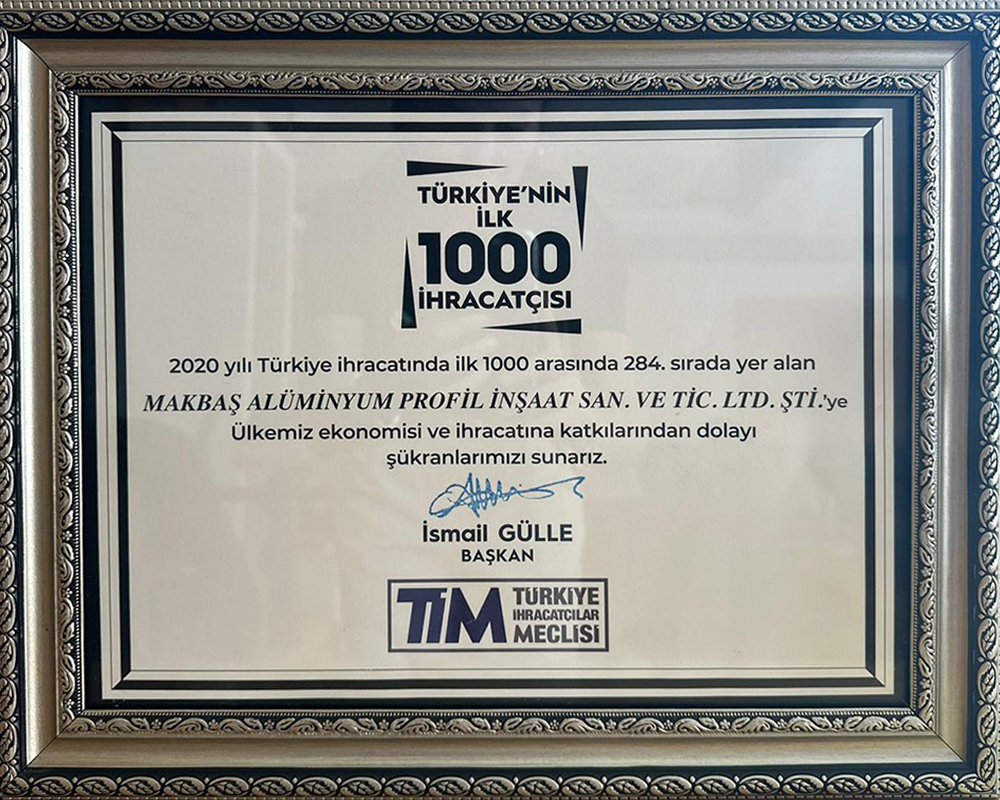 TÜRKİYE'NİN
İLK
1000
İHRACATÇISI
2020 yılı Türkiye ihracatında ilk 1000 arasında 284. sırada yer alan
MAKBAŞ ALÜMİNYUM PROFİL İNŞAAT SAN. VE TİC. LTD. ŞTİ.'ye
Ülkemiz ekonomisi ve ihracatına katkılarından dolayı
şükranlarımızı sunarız.
İsmail GÜLLE
BAŞKAN
TİM TÜRKİYE
İHRACATÇILAR
MECLİSİ